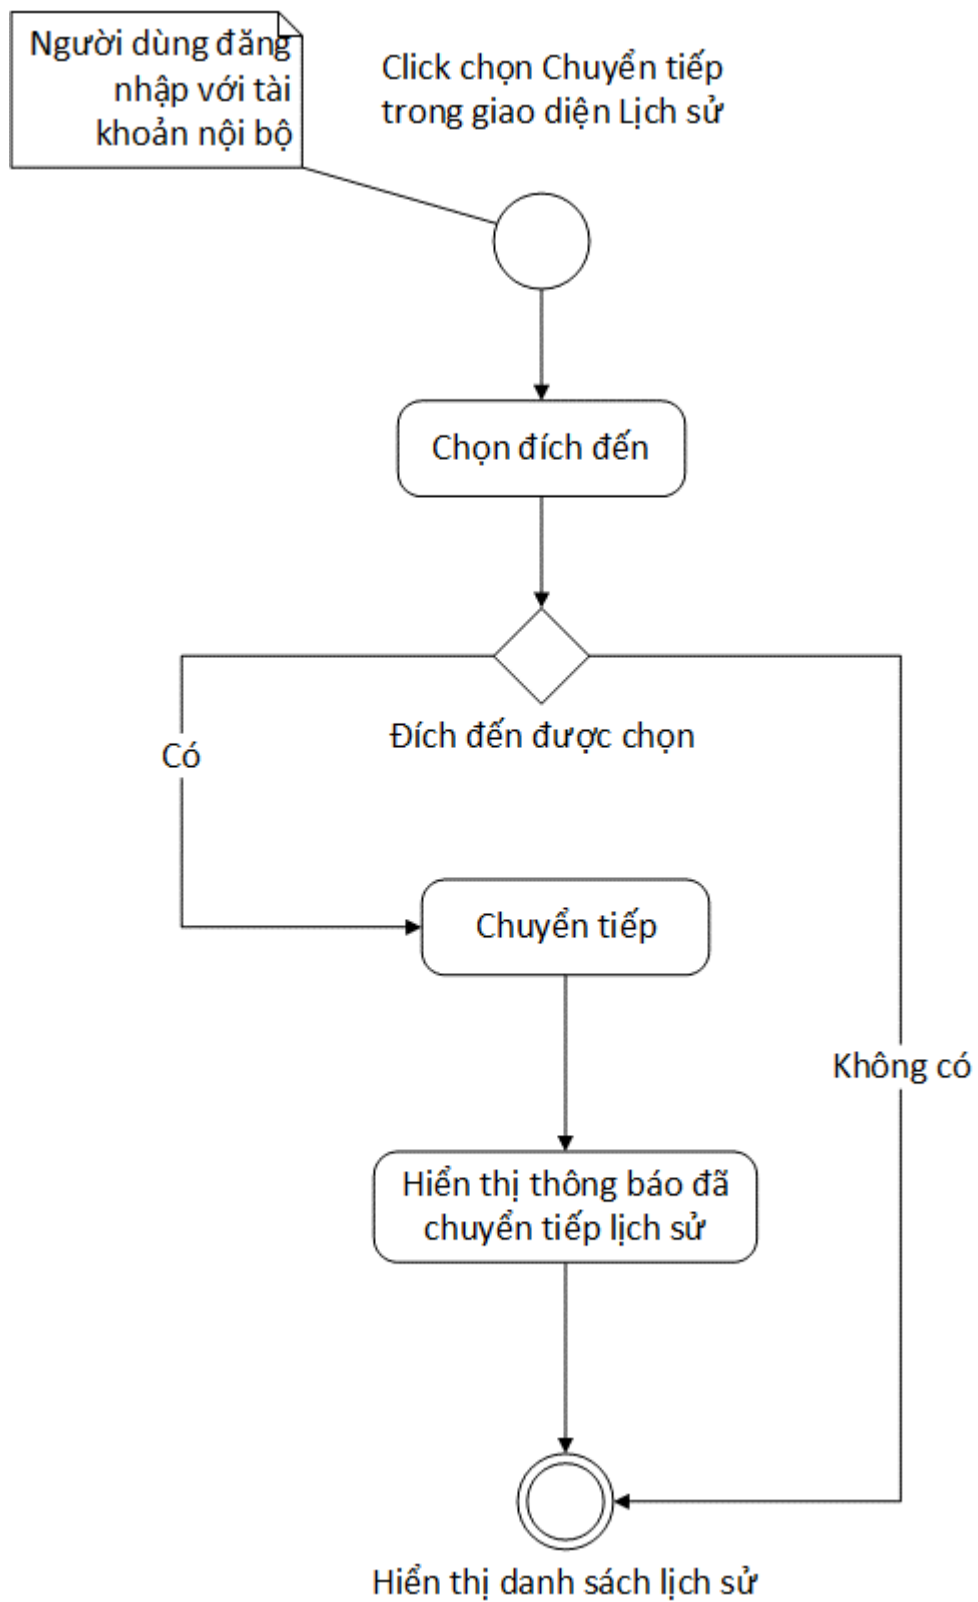 Người dùng đăng
nhập với tài
khoản nội bộ
Click chọn Chuyển tiếp
trong giao diện Lịch sử
Chọn đích đến
Đích đến được chọn
Có
Chuyển tiếp
Không có
Hiển thị thông báo đã
chuyển tiếp lịch sử
Hiển thị danh sách lịch sử